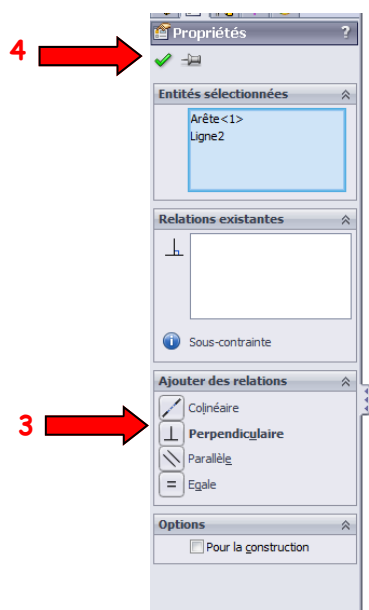 Propriétés ?
4
Entités sélectionnées
Arête<1>
Ligne2
Relations existantes
Sous-contrainte
Ajouter des relations
Colinéaire
3
Perpendiculaire
Parallèle
Egale
Options
Pour la construction